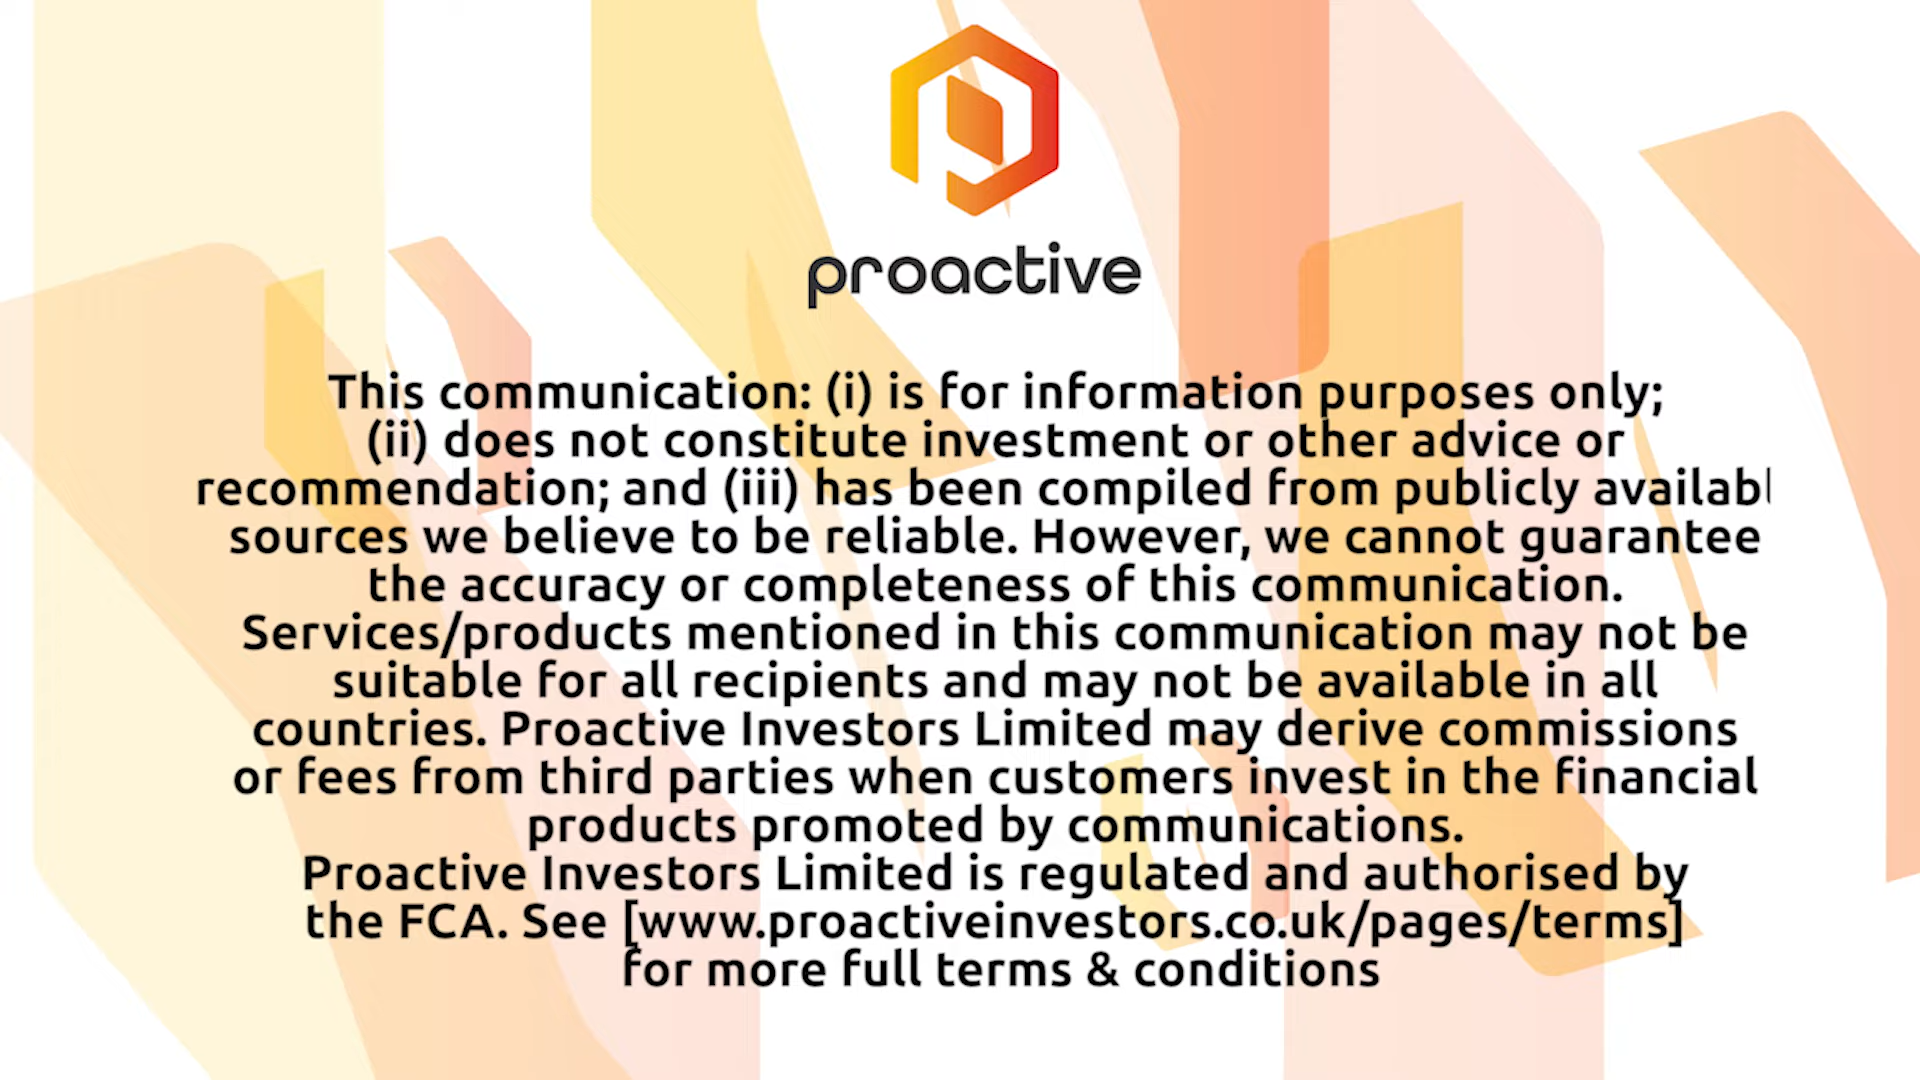 proactive
This communication: (i) is for information purposes only;
(ii) does not constitute investment or other advice or
recommendation; and (iii) has been compiled from publicly availabl
sources we believe to be reliable. However, we cannot guarantee
the accuracy or completeness of this communication.
Services/products mentioned in this communication may not be
suitable for all recipients and may not be available in all
countries. Proactive Investors Limited may derive commissions
or fees from third parties when customers invest in the financial
products promoted by communications.
Proactive Investors Limited is regulated and authorised by
the FCA. See [www.proactiveinvestors.co.uk/pages/terms]
for more full terms & conditions